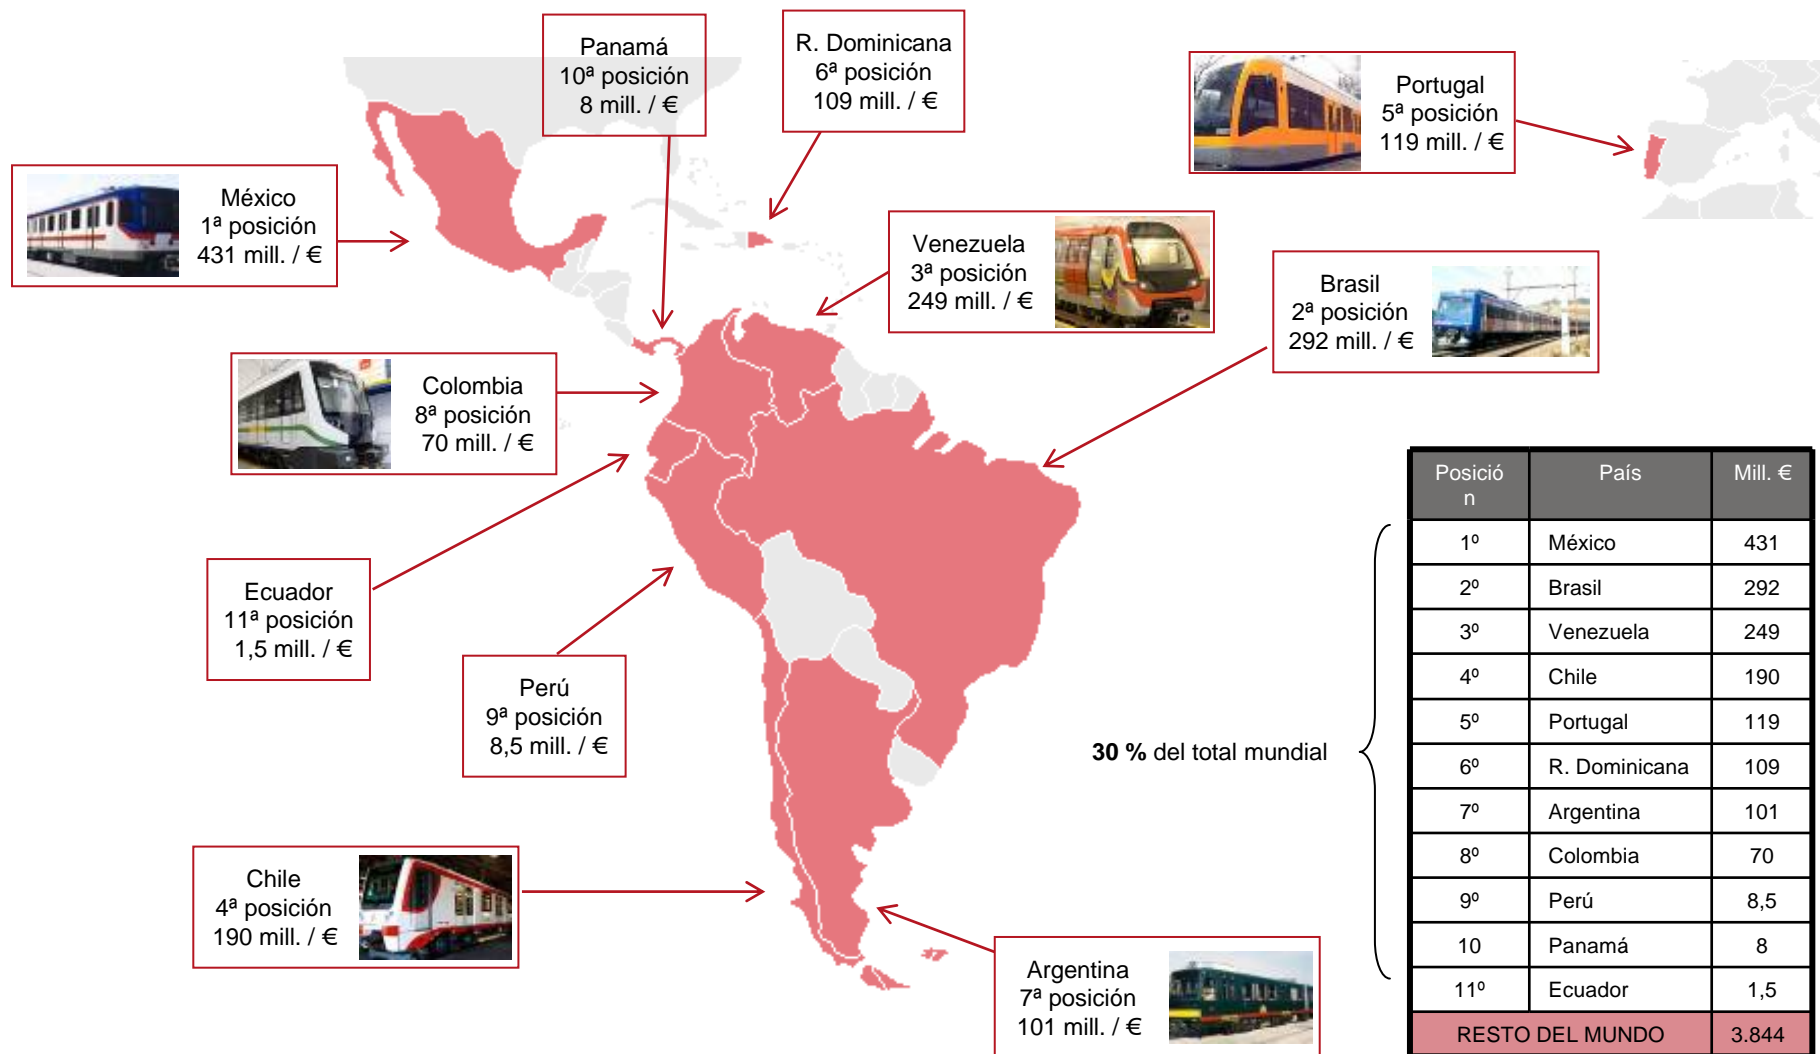 Panamá
10ª posición
8 mill. / €
R. Dominicana
6ª posición
109 mill. / €
Portugal
5ª posición
119 mill. / €
México
1ª posición
431 mill. / €
Venezuela
3ª posición
249 mill. / €
Brasil
2ª posición
292 mill. / €
Colombia
8ª posición
70 mill. / €
Ecuador
11ª posición
1,5 mill. / €
Perú
9ª posición
8,5 mill. / €
Chile
4ª posición
190 mill. / €
Argentina
7ª posición
101 mill. / €
30 % del total mundial
Posició
n País Mill. €
1º México 431
2º Brasil 292
3º Venezuela 249
4º Chile 190
5º Portugal 119
6º R. Dominicana 109
7º Argentina 101
8º Colombia 70
9º Perú 8,5
10 Panamá 8
11º Ecuador 1,5
RESTO DEL MUNDO 3.844